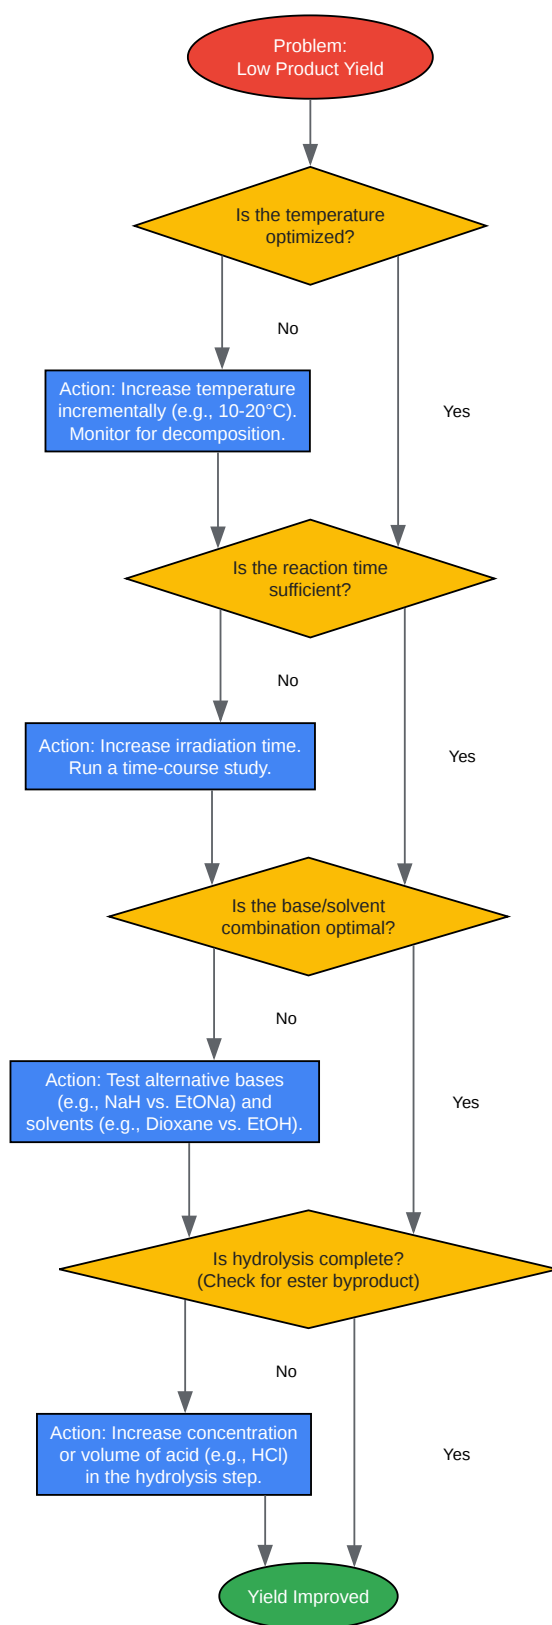 Problem:
Low Product Yield
Is the temperature
optimized?
No
Action: Increase temperature
incrementally (e.g., 10-20°C).
Monitor for decomposition.
Yes
Is the reaction time
sufficient?
No
Action: Increase irradiation time.
Run a time-course study.
Yes
Is the base/solvent
combination optimal?
No
Action: Test alternative bases
(e.g., NaH vs. EtONa) and
solvents (e.g., Dioxane vs. EtOH).
Yes
Is hydrolysis complete?
(Check for ester byproduct)
No
Action: Increase concentration
or volume of acid (e.g., HCl)
in the hydrolysis step.
Yes
Yield Improved